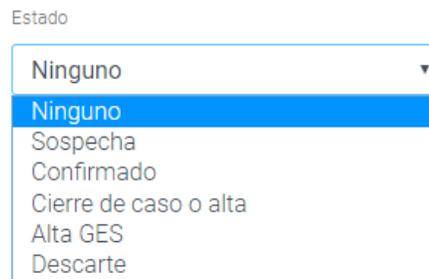 Estado
Ninguno
Ninguno
Sospecha
Confirmado
Cierre de caso o alta
Alta GES
Descarte